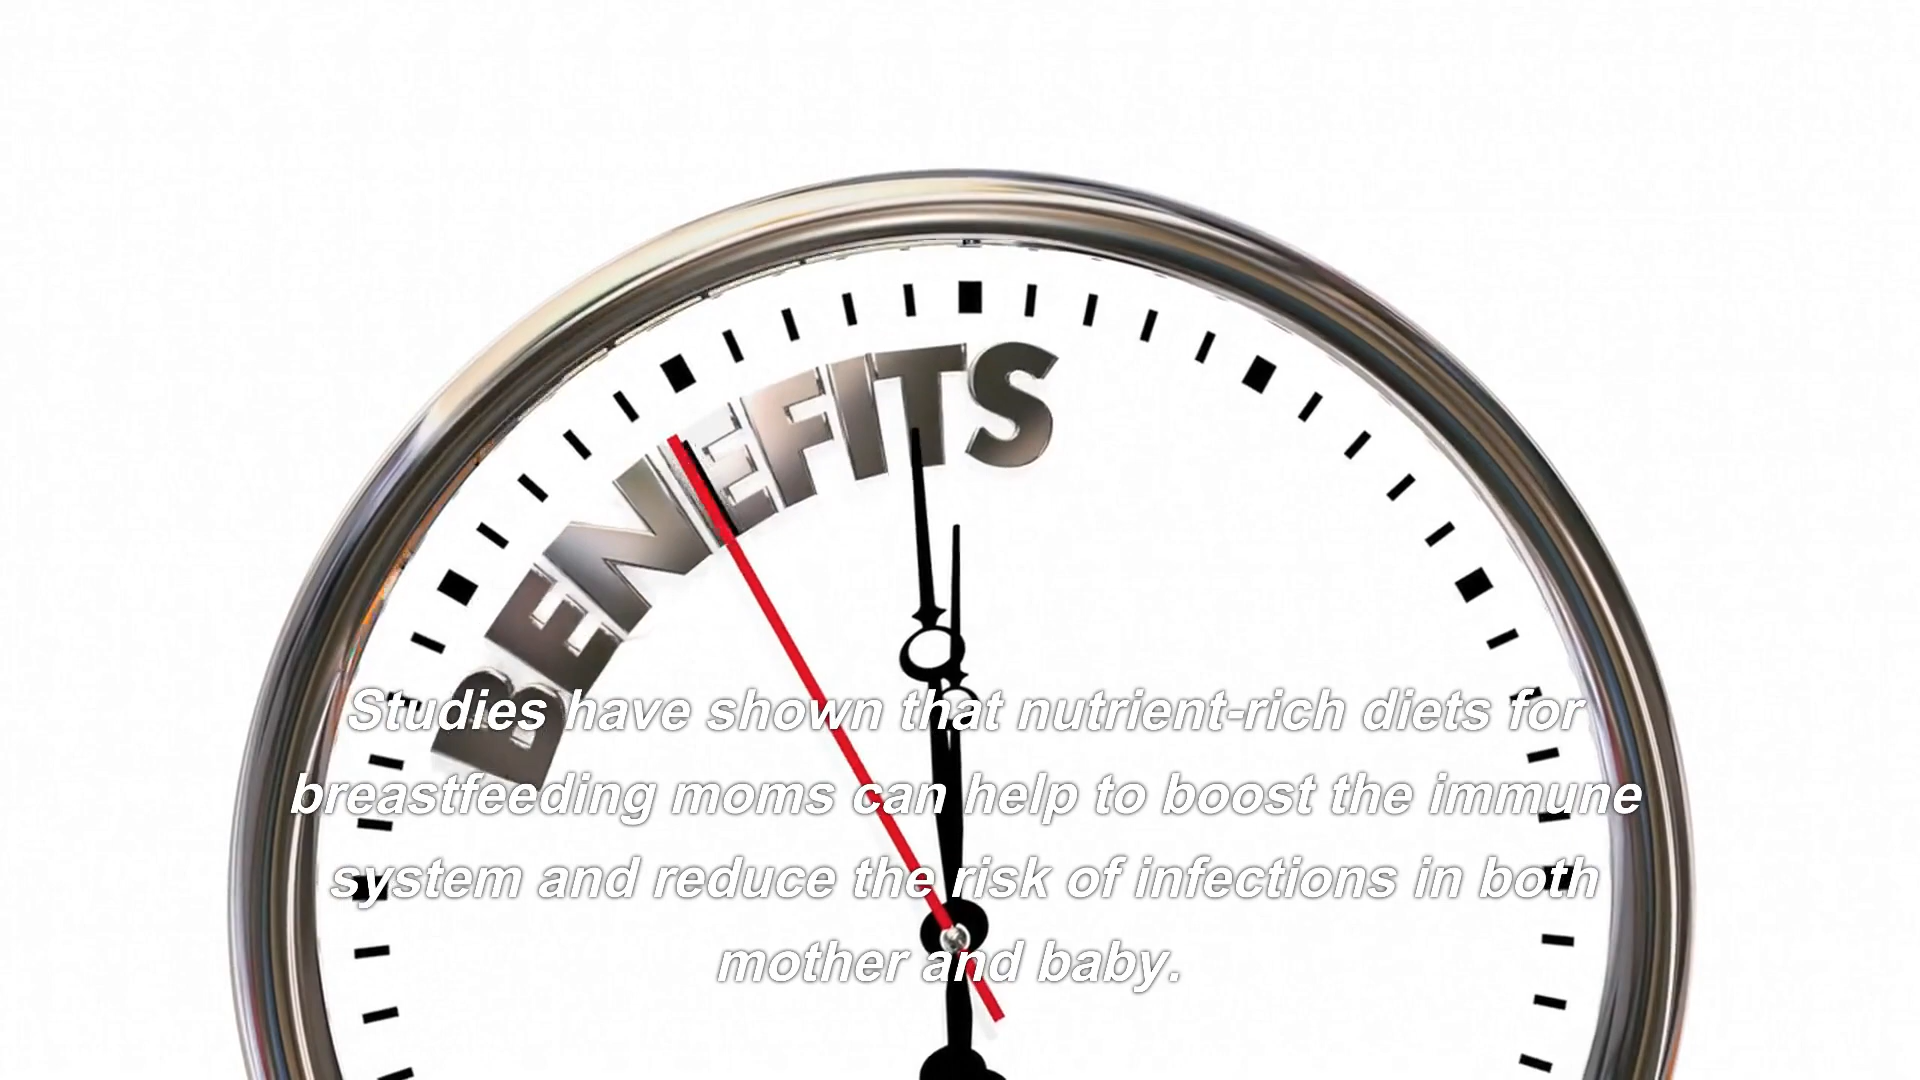 BENEFITS
Studies have shown that nutrient-rich diets for
breastfeeding moms can help to boost the immune
system and reduce the risk of infections in both
mother and baby.